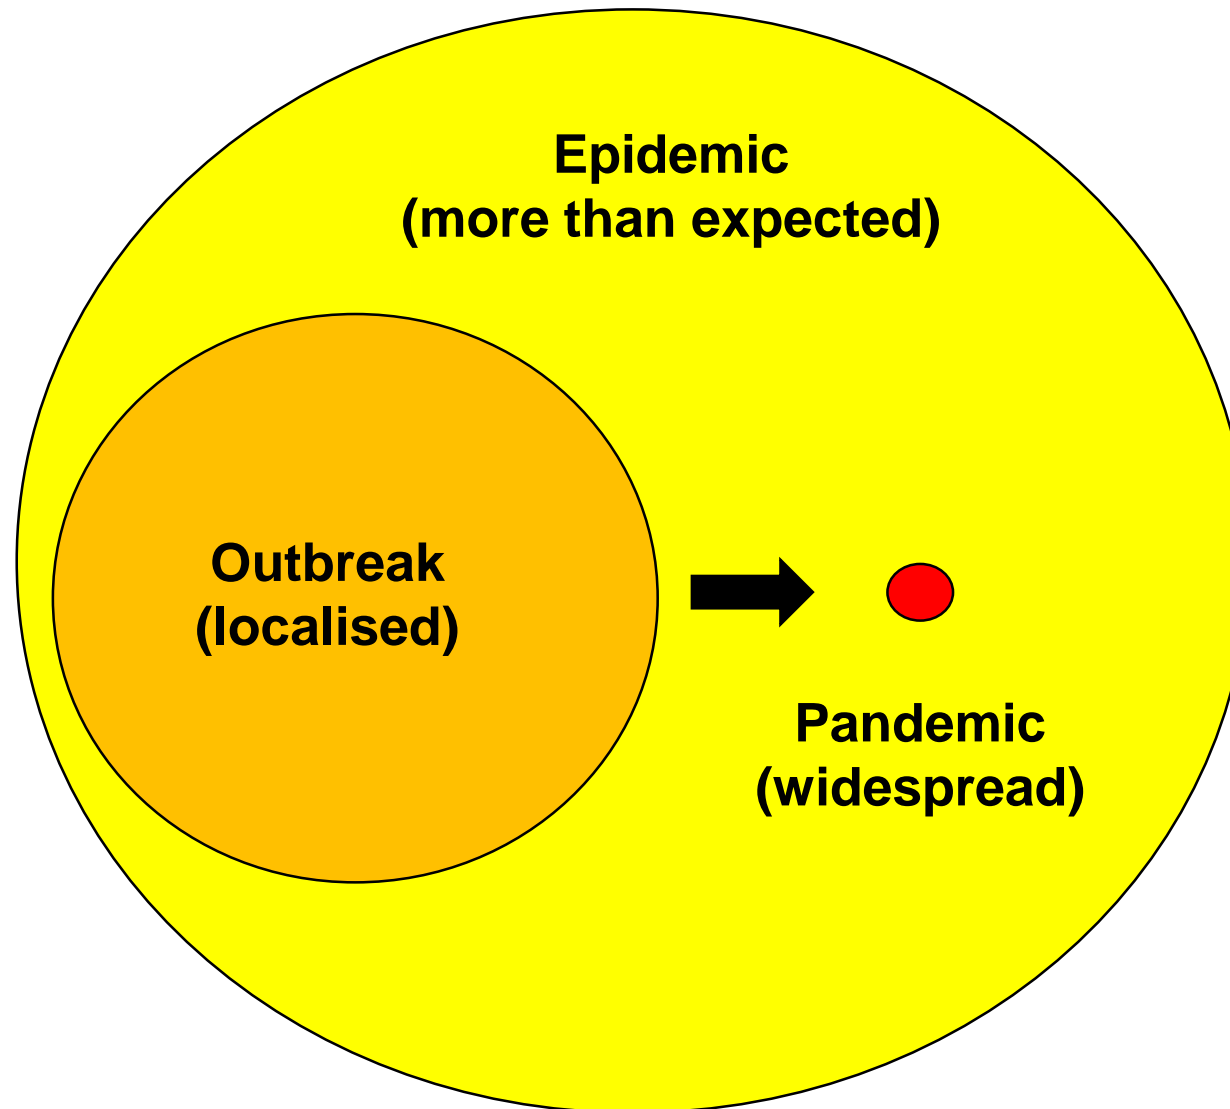 Epidemic
(more than expected)
Outbreak
(localised)
Pandemic
(widespread)